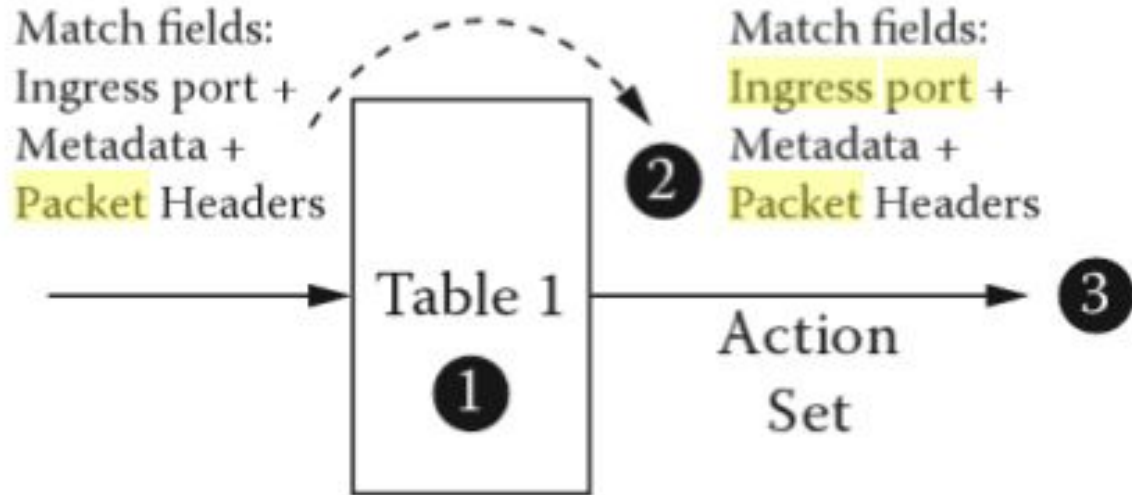 Match fields:
Ingress port +
Metadata +
Packet Headers
Match fields:
Ingress port +
Metadata +
Packet Headers
2
Table 1
1
Action
Set
3